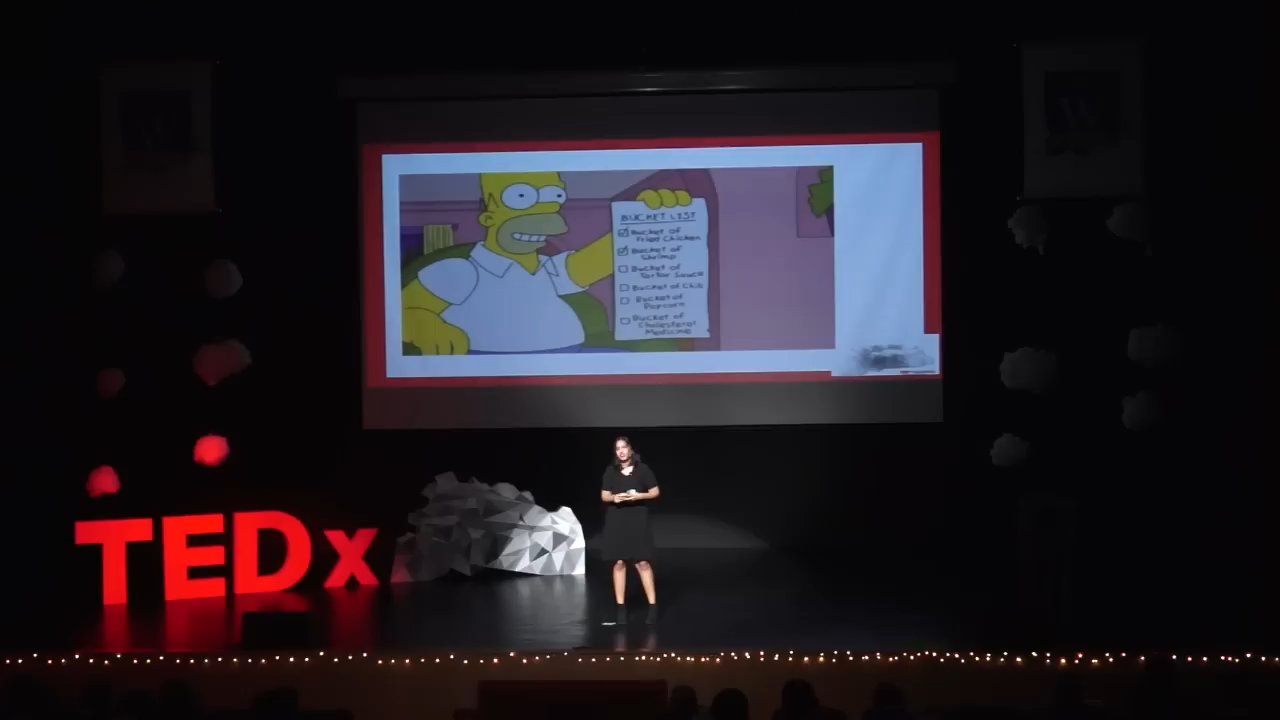 BUCKET LIST
Bucket of
Fried Chicken
Bucket of
Shrimp
Bucket of
Tartar Sauce
Bucket of Chili
Bucket of
Popcorn
Bucket of
Cholesterol
Medicine
TEDx